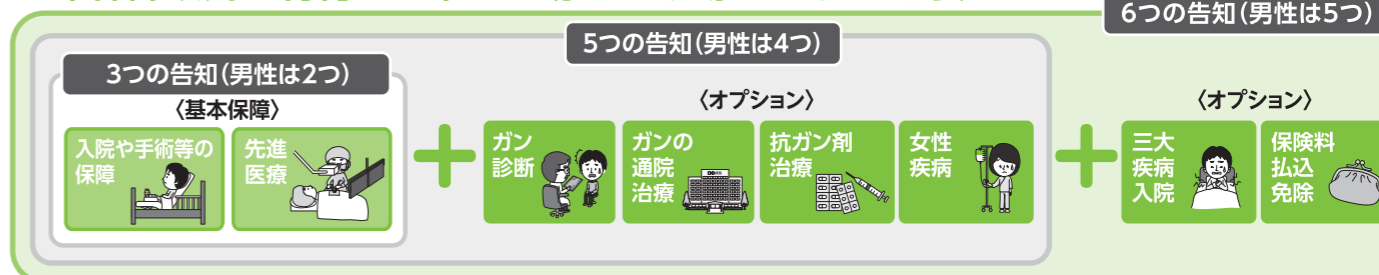 6つの告知(男性は5つ)
5つの告知(男性は4つ)
3つの告知(男性は2つ)
〈基本保障〉
入院や手術等の
保障
先進
医療
〈オプション〉
ガン
診断
ガンの
通院
治療
抗ガン剤
治療
女性
疾病
〈オプション〉
三大
疾病
入院
保険料
払込
免除